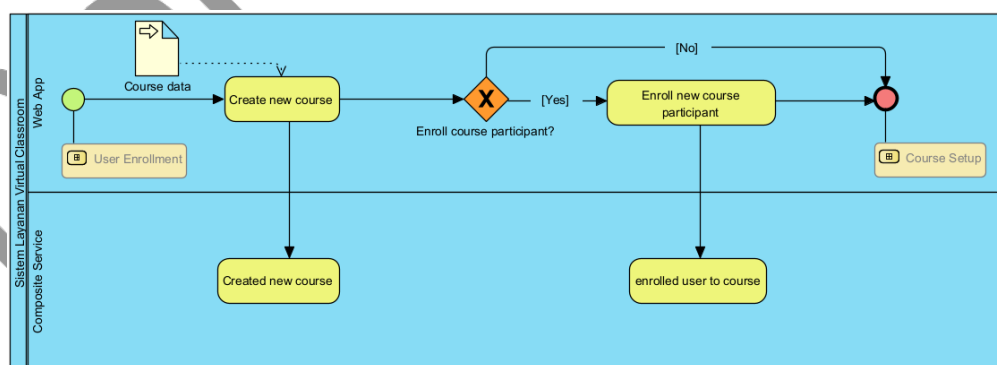 Sistem Layanan Virtual Classroom
Web App
Course data
User Enrollment
Create new course
[No]
X
Enroll course participant?
[Yes]
Enroll new course
participant
Course Setup
Composite Service
Created new course
enrolled user to course